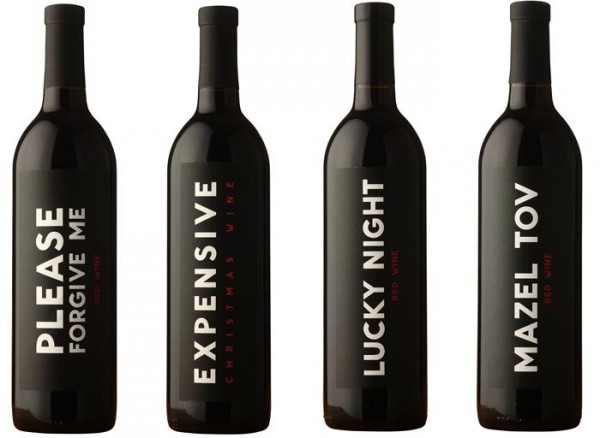 PLEASE
FORGIVE ME
RED WINE
EXPENSIVE
CHRISTMAS WINE
LUCKY NIGHT
RED WINE
MAZEL TOV
RED WINE